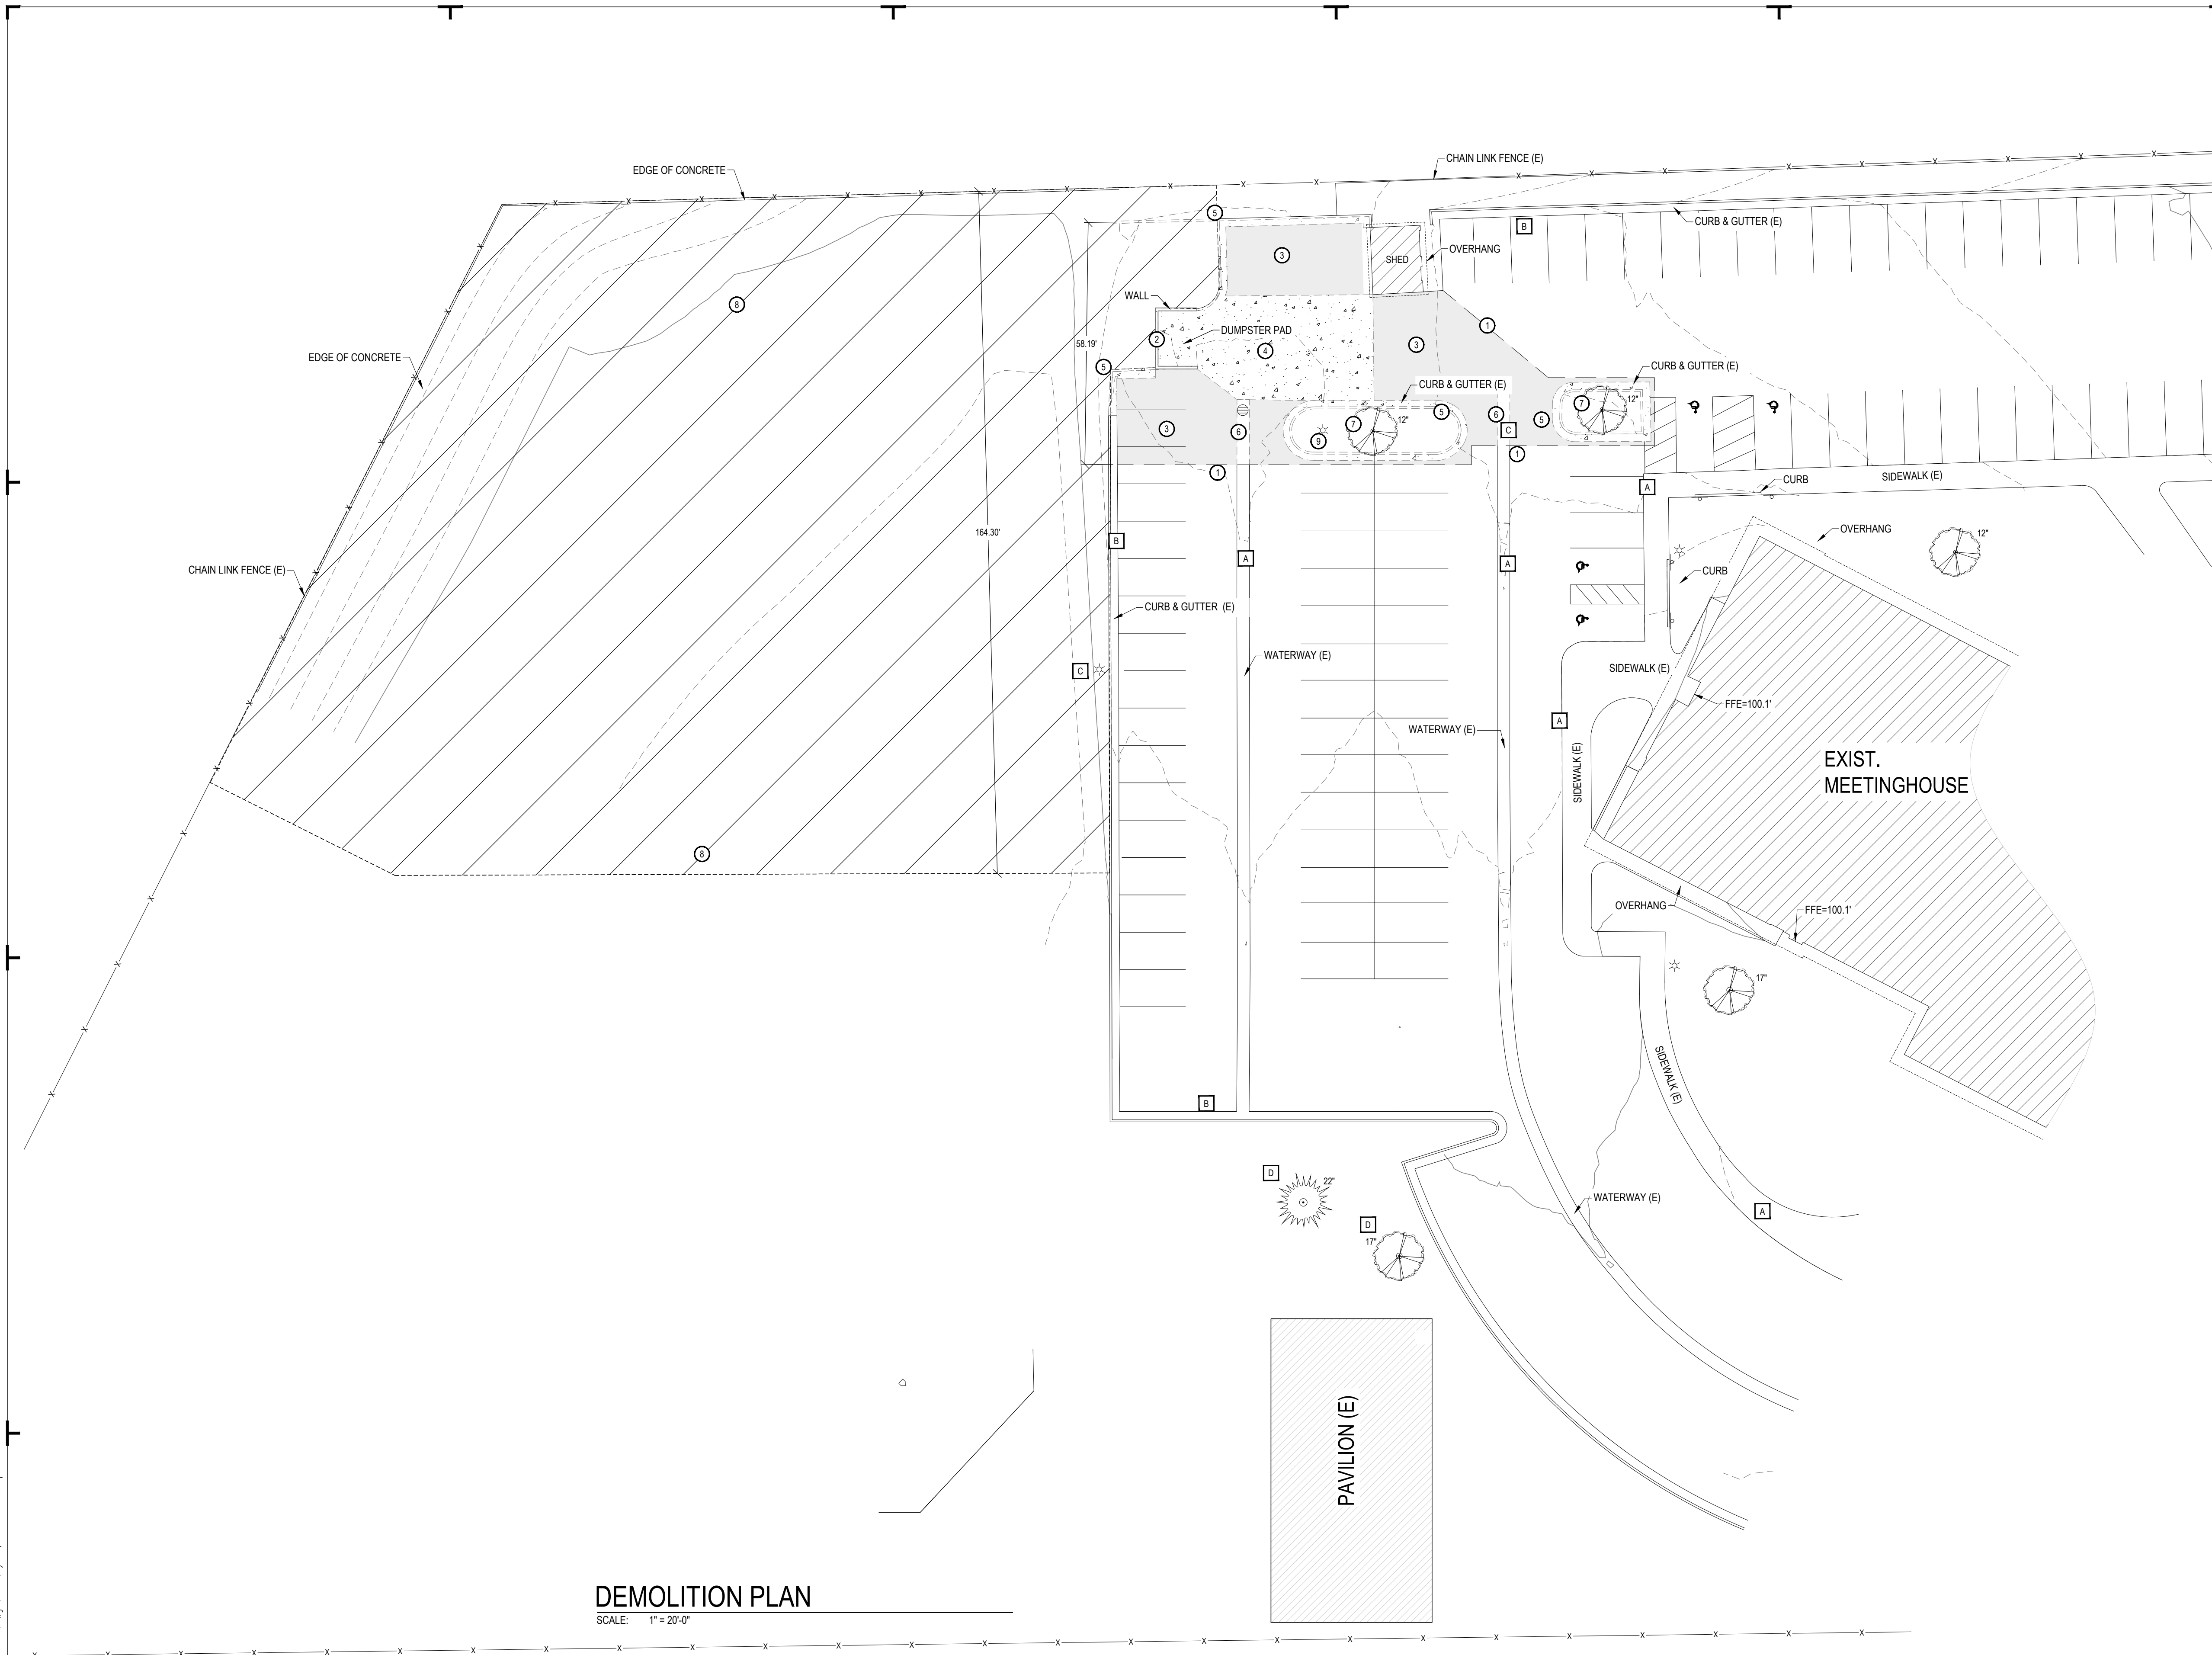 CHAIN LINK FENCE (E)
EDGE OF CONCRETE
5
CURB & GUTTER (E)
B
OVERHANG
3
SHED
WALL
8
DUMPSTER PAD
1
2
58.19'
3
4
EDGE OF CONCRETE
5
CURB & GUTTER (E)
CURB & GUTTER (E)
7
12"
5
12"
6
5
7
3
6
9
C
1
1
SIDEWALK (E)
CURB
A
164.30'
OVERHANG
12"
B
A
A
CHAIN LINK FENCE (E)
CURB
CURB & GUTTER (E)
WATERWAY (E)
SIDEWALK (E)
C
FFE=100.1'
A
WATERWAY (E)
SIDEWALK (E)
EXIST.
MEETINGHOUSE
8
OVERHANG
FFE=100.1'
17"
SIDEWALK (E)
B
D
22"
WATERWAY (E)
A
D
17"
PAVILION (E)
DEMOLITION PLAN
SCALE: 1" = 20'-0"